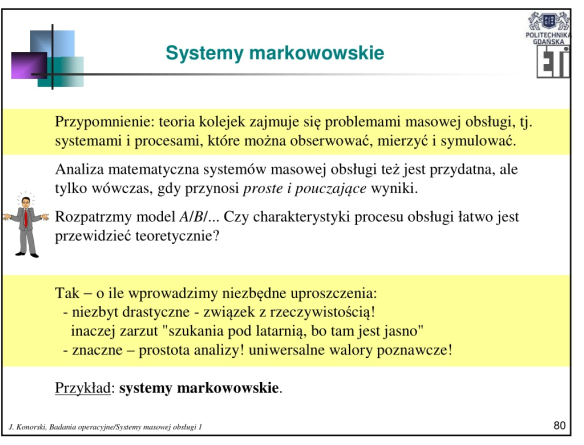 POLITECHNIKA
GDAŃSKA
ETI
Systemy markowowskie
Przypomnienie: teoria kolejek zajmuje się problemami masowej obsługi, tj.
systemami i procesami, które można obserwować, mierzyć i symulować.
Analiza matematyczna systemów masowej obsługi też jest przydatna, ale
tylko wówczas, gdy przynosi proste i pouczające wyniki.
Rozpatrzmy model A/B/... Czy charakterystyki procesu obsługi łatwo jest
przewidzieć teoretycznie?
Tak – o ile wprowadzimy niezbędne uproszczenia:
- niezbyt drastyczne - związek z rzeczywistością!
inaczej zarzut "szukania pod latarnią, bo tam jest jasno"
- znaczne – prostota analizy! uniwersalne walory poznawcze!
Przykład: systemy markowowskie.
J. Konorski, Badania operacyjne/Systemy masowej obsługi 1
80